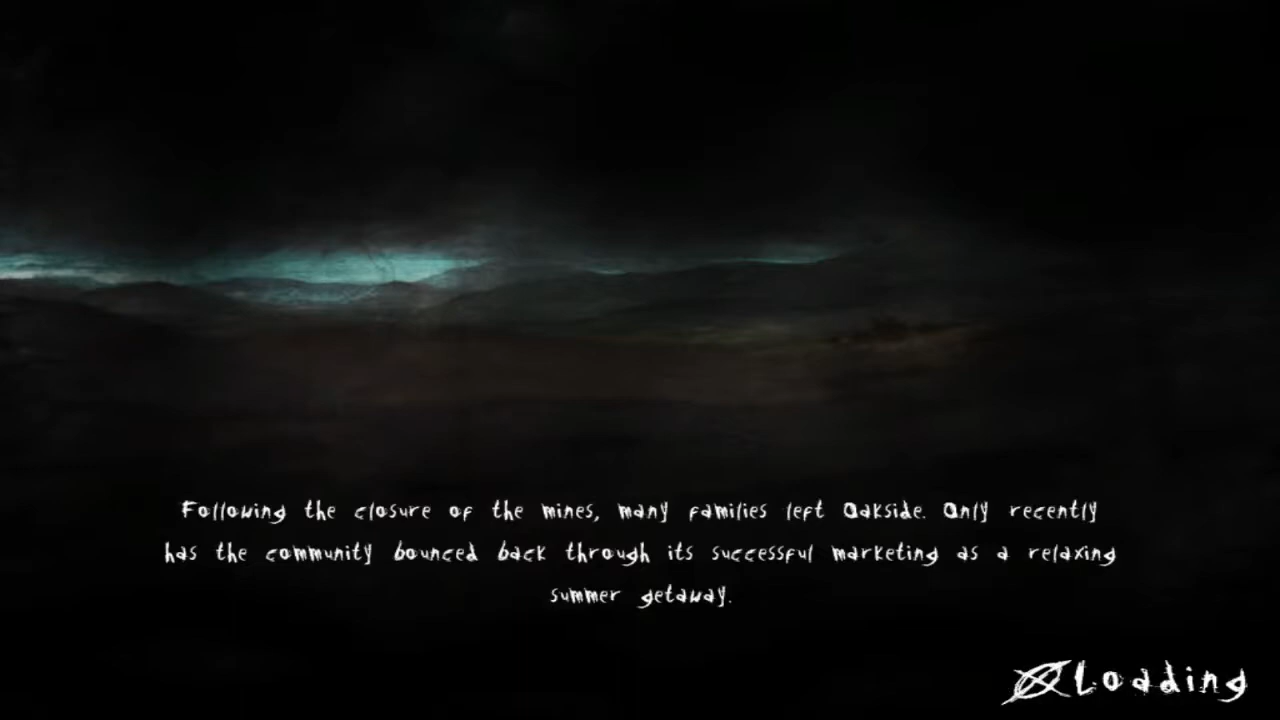 Following the closure of the mines, many families left Oakside. Only recently
has the community bounced back through its successful marketing as a relaxing
summer getaway.
Loading